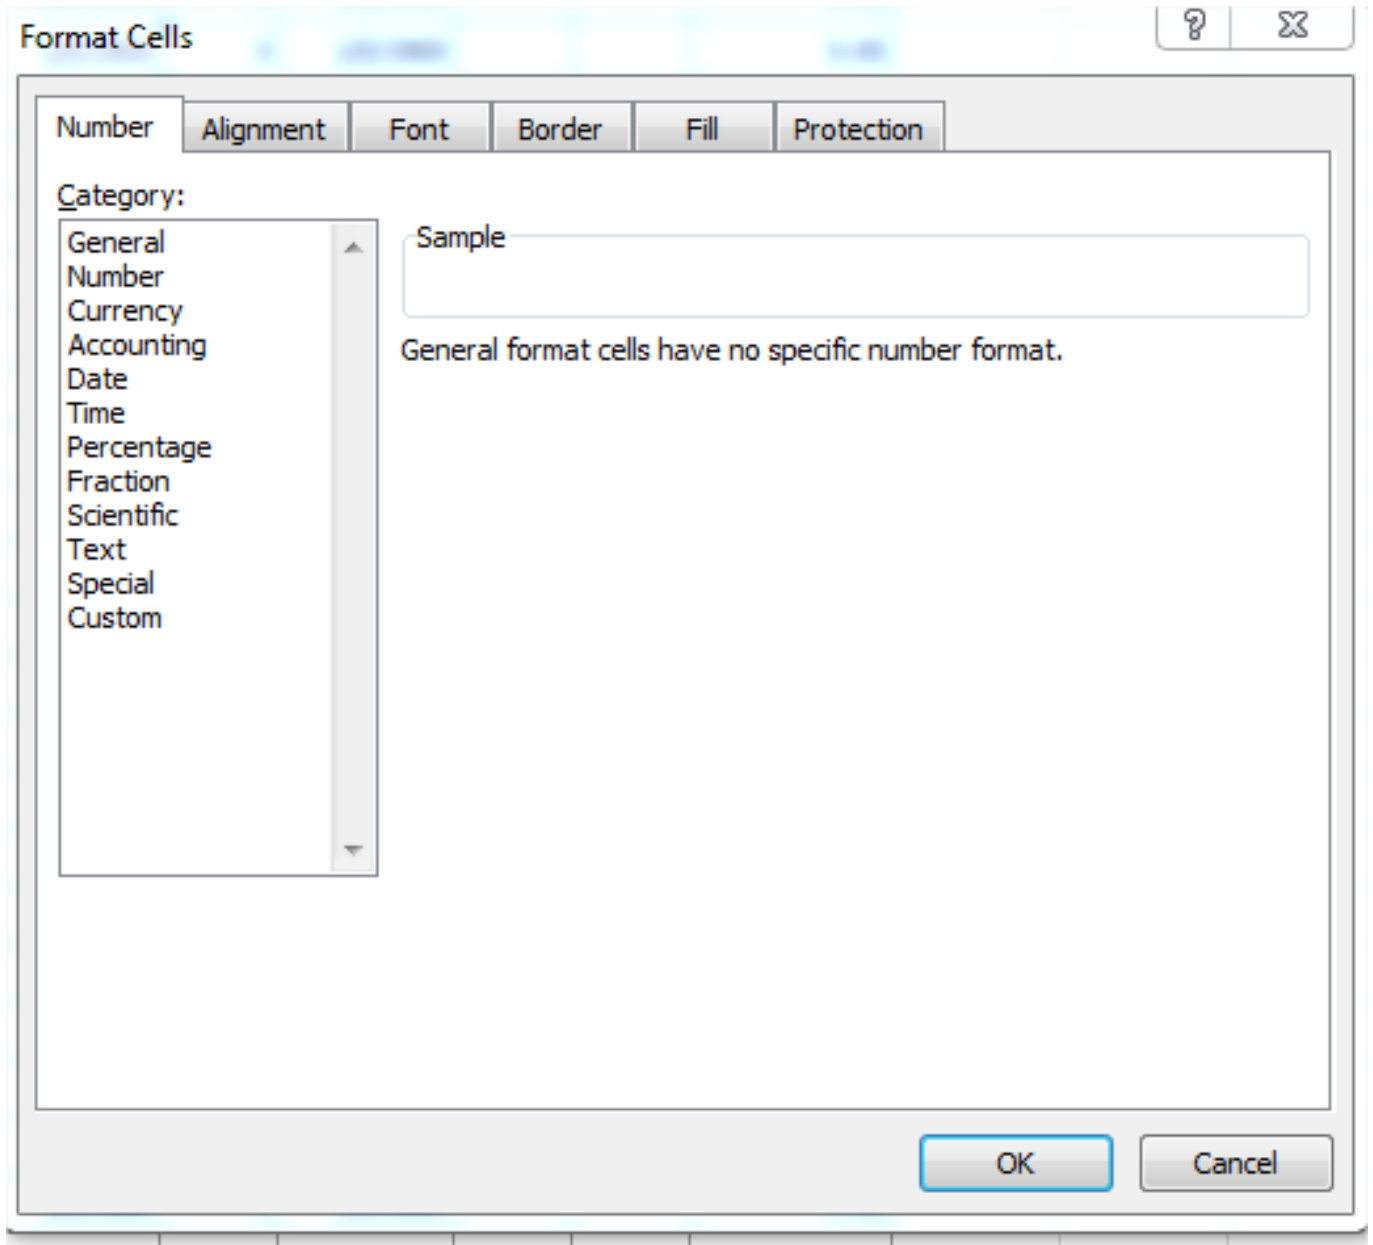 Format Cells
?
Number Alignment Font Border Fill Protection
Category:
General
Number
Currency
Accounting
Date
Time
Percentage
Fraction
Scientific
Text
Special
Custom
Sample
General format cells have no specific number format.
OK Cancel